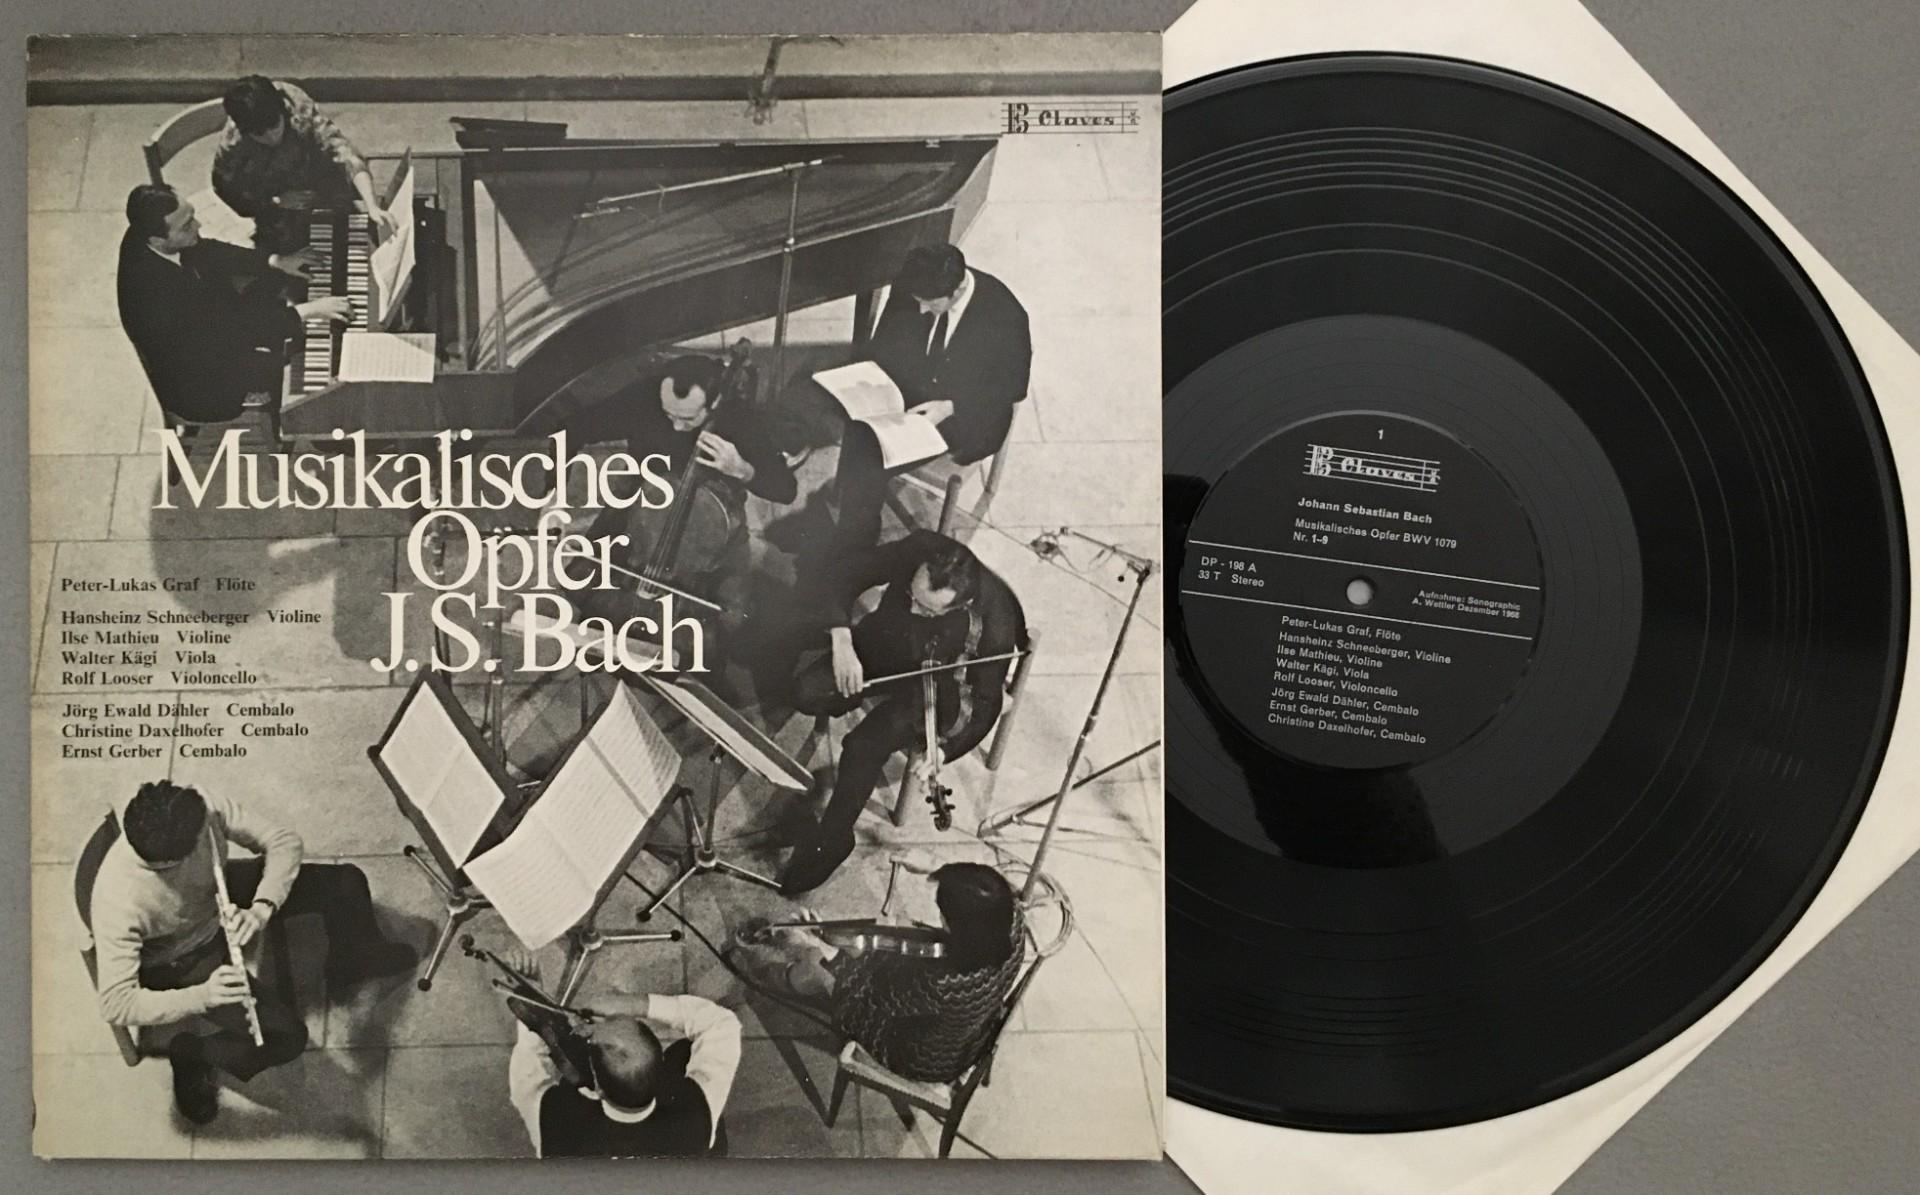 Claves
Musikalisches
Opfer
J.S. Bach
Peter-Lukas Graf Flöte
Hansheinz Schneeberger Violine
Ilse Mathieu Violine
Walter Kägi Viola
Rolf Looser Violoncello
Jörg Ewald Dähler Cembalo
Christine Daxelhofer Cembalo
Ernst Gerber Cembalo
1
Claves
Johann Sebastian Bach
Musikalisches Opfer BWV 1079
Nr. 1-9
DP - 198 A
33 T Stereo
Aufnahme: Sonographic
A. Wettler Dezember 1968
Peter-Lukas Graf, Flöte
Hansheinz Schneeberger, Violine
Ilse Mathieu, Violine
Walter Kägi, Viola
Rolf Looser, Violoncello
Jörg Ewald Dähler, Cembalo
Ernst Gerber, Cembalo
Christine Daxelhofer, Cembalo